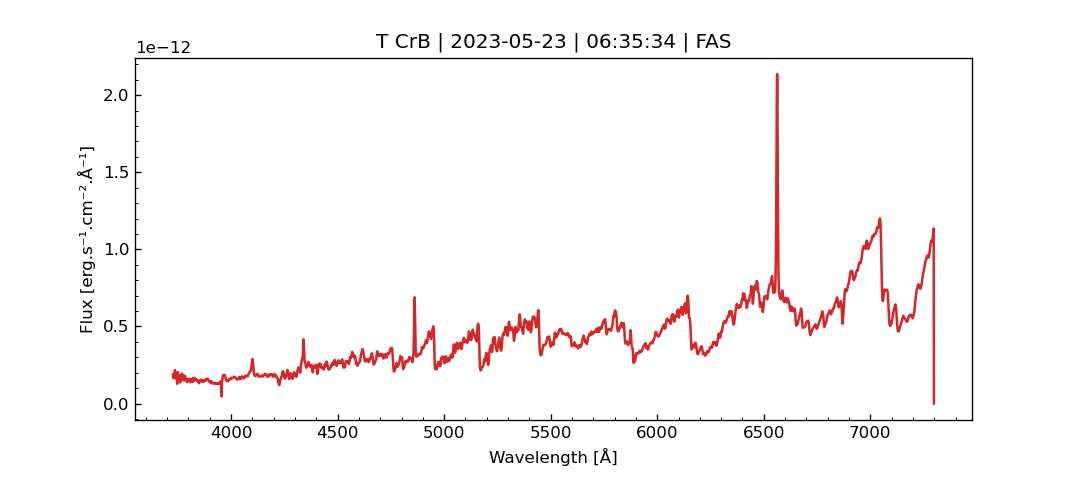 T CrB | 2023-05-23 | 06:35:34 | FAS
1e−12
2.0
1.5
1.0
0.5
0.0
Flux [erg.s⁻¹.cm⁻².Å⁻¹]
4000 4500 5000 5500 6000 6500 7000
Wavelength [Å]